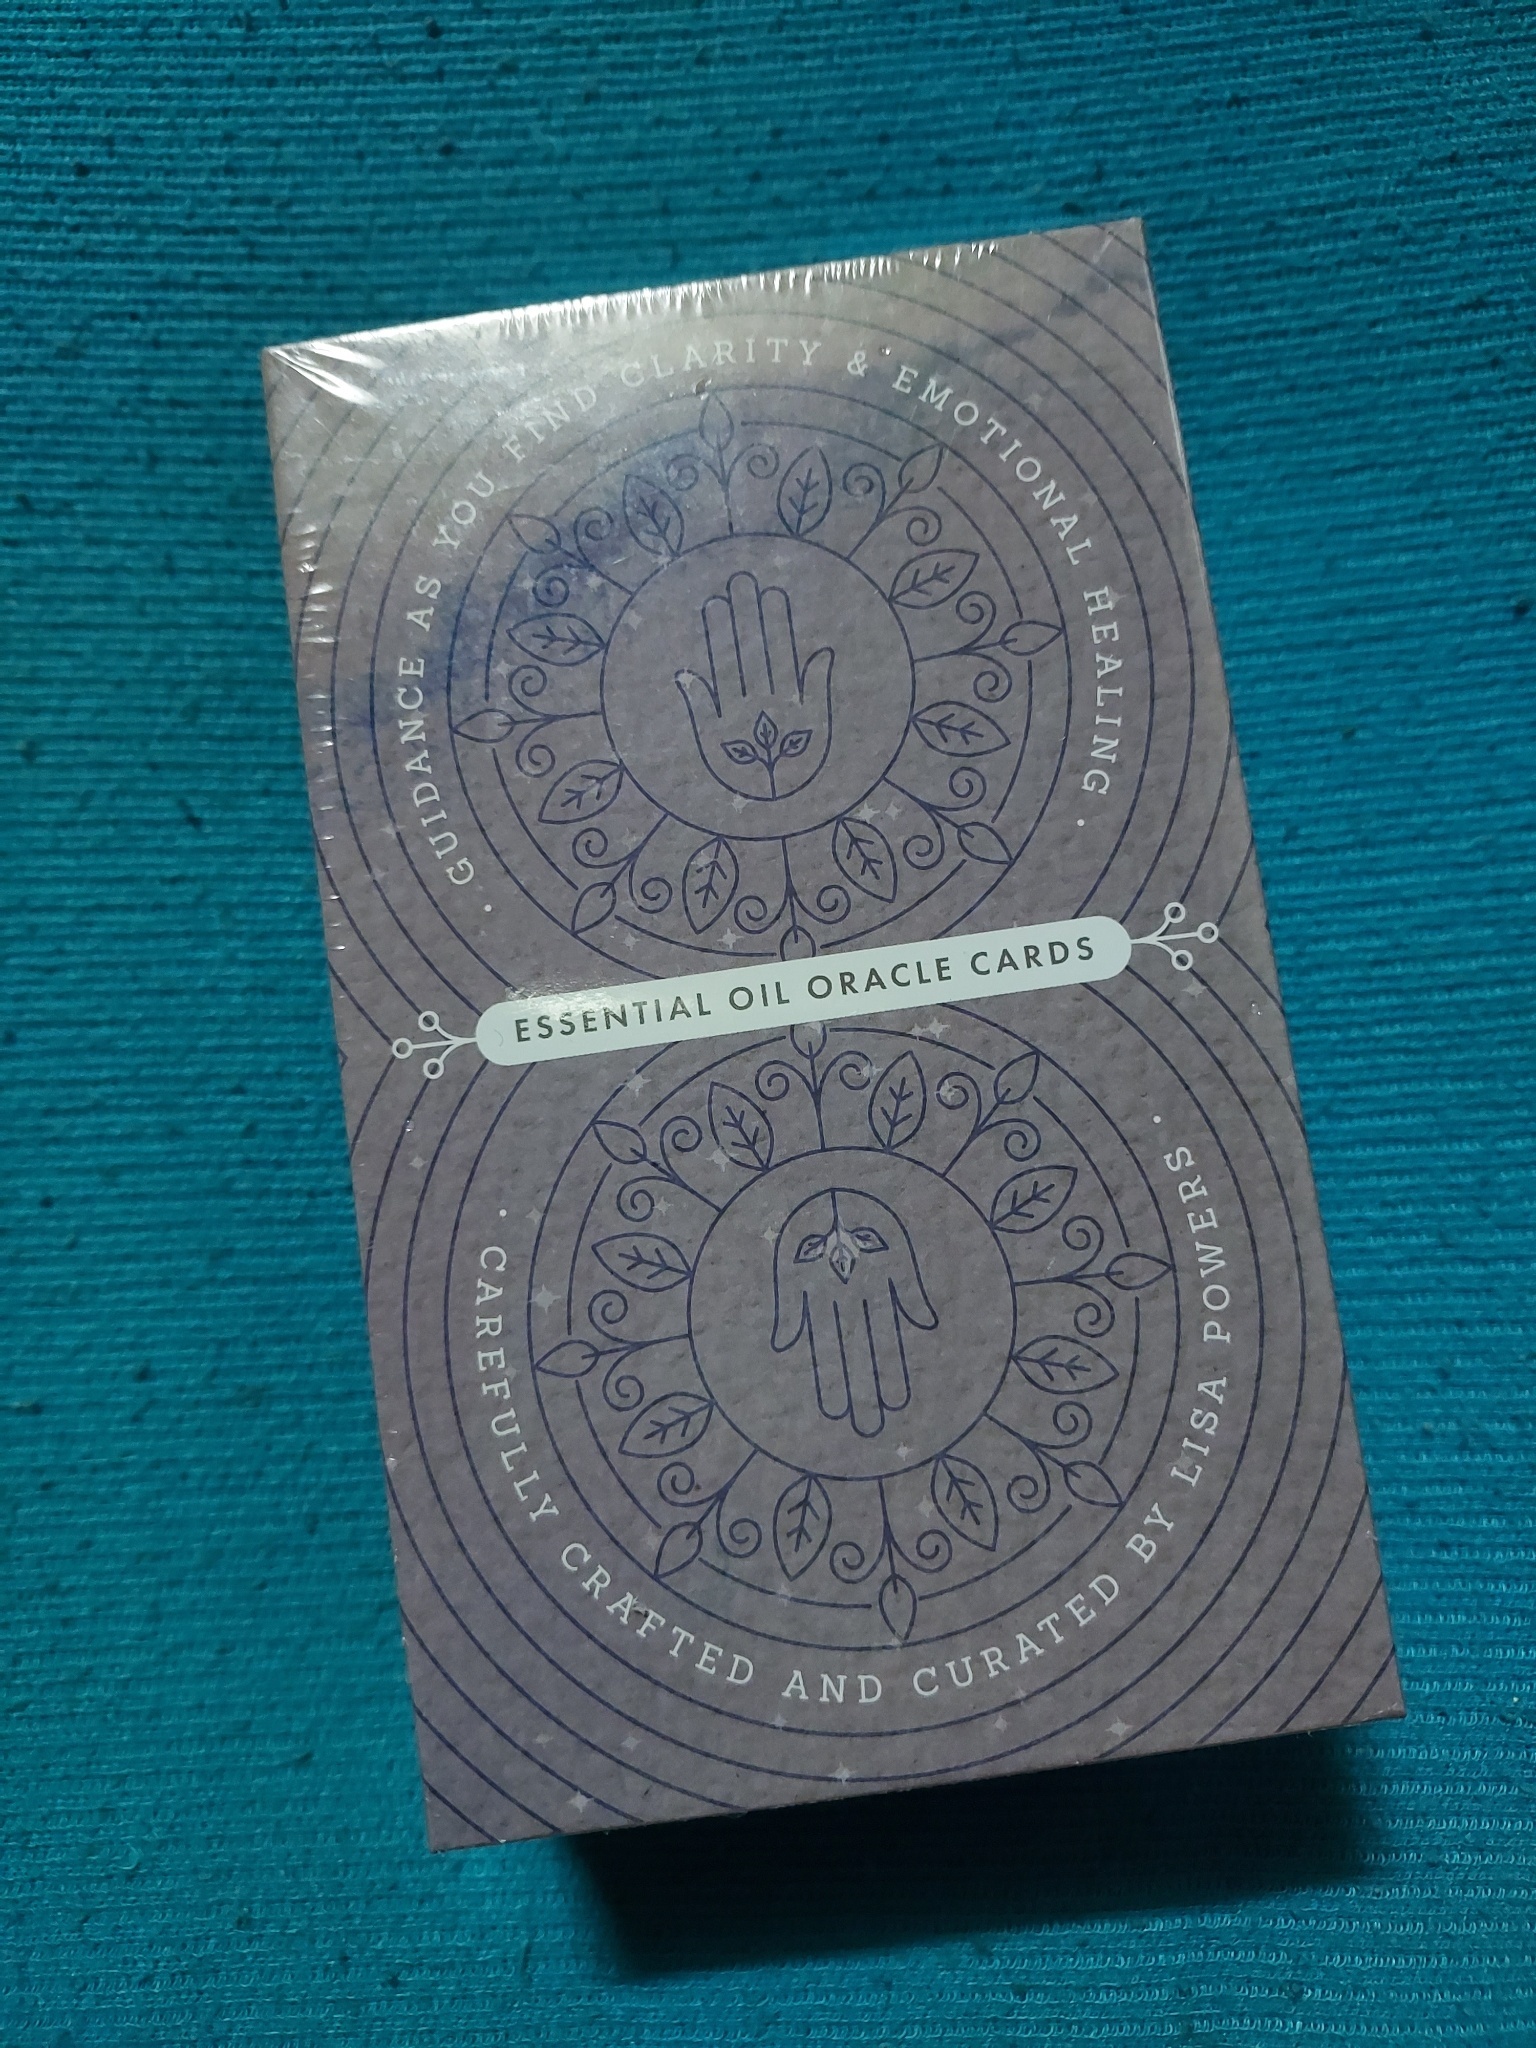 · GUIDANCE AS YOU FIND CLARITY & EMOTIONAL HEALING ·
ESSENTIAL OIL ORACLE CARDS
· CAREFULLY CRAFTED AND CURATED BY LISA POWERS ·